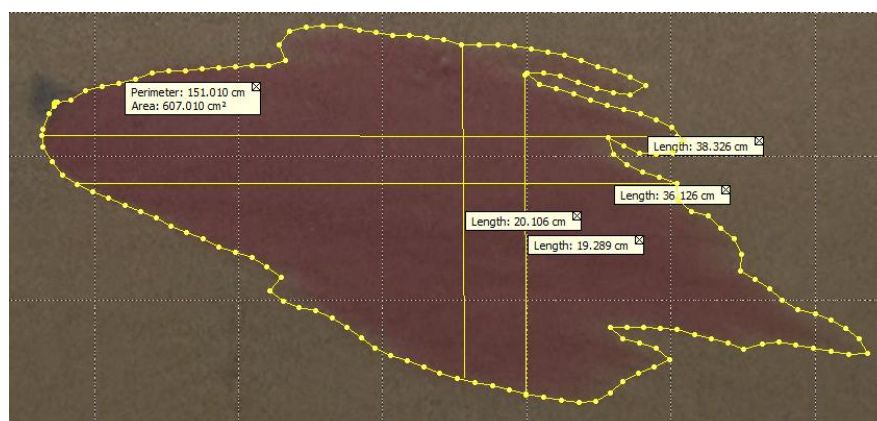 Perimeter: 151.010 cm
Area: 607.010 cm²
Length: 38.326 cm
Length: 36.126 cm
Length: 20.106 cm
Length: 19.289 cm